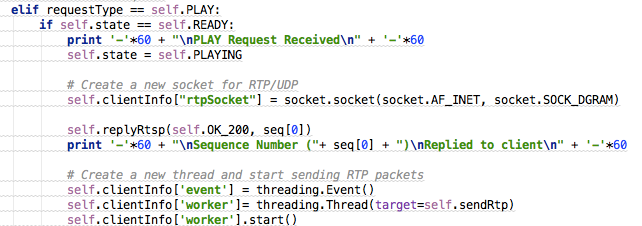 elif requestType == self.PLAY:
if self.state == self.READY:
print '-'*60 + "\nPLAY Request Received\n" + '-'*60
self.state = self.PLAYING
# Create a new socket for RTP/UDP
self.clientInfo["rtpSocket"] = socket.socket(socket.AF_INET, socket.SOCK_DGRAM)
self.replyRtsp(self.OK_200, seq[0])
print '-'*60 + "\nSequence Number ("+ seq[0] + ")\nReplied to client\n" + '-'*60
# Create a new thread and start sending RTP packets
self.clientInfo['event'] = threading.Event()
self.clientInfo['worker']= threading.Thread(target=self.sendRtp)
self.clientInfo['worker'].start()